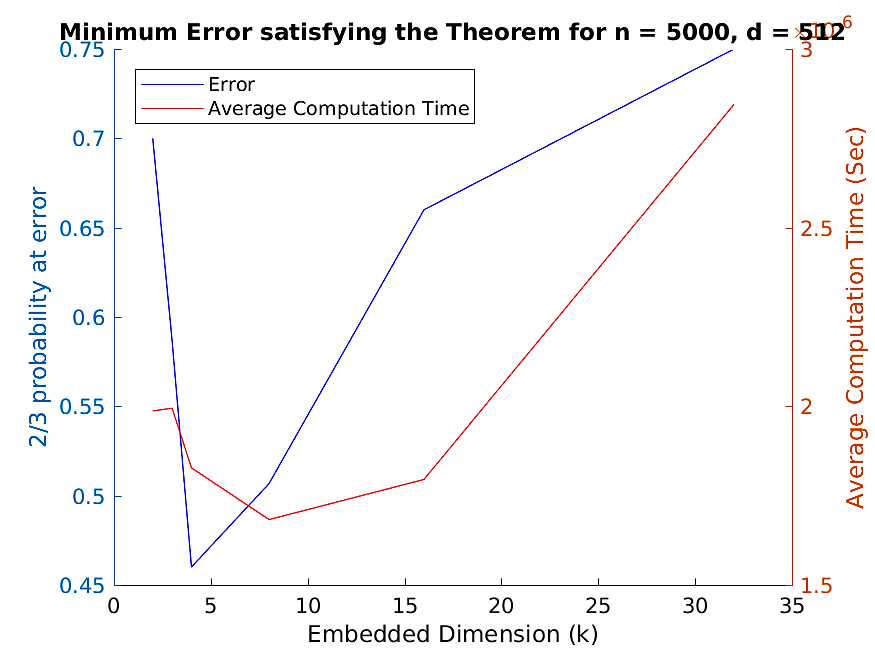 Minimum Error satisfying the Theorem for n = 5000, d = 512
×10^6
0.75
0.7
0.65
0.6
0.55
0.5
0.45
2/3 probability at error
Error
Average Computation Time
3
2.5
2
1.5
Average Computation Time (Sec)
0 5 10 15 20 25 30 35
Embedded Dimension (k)